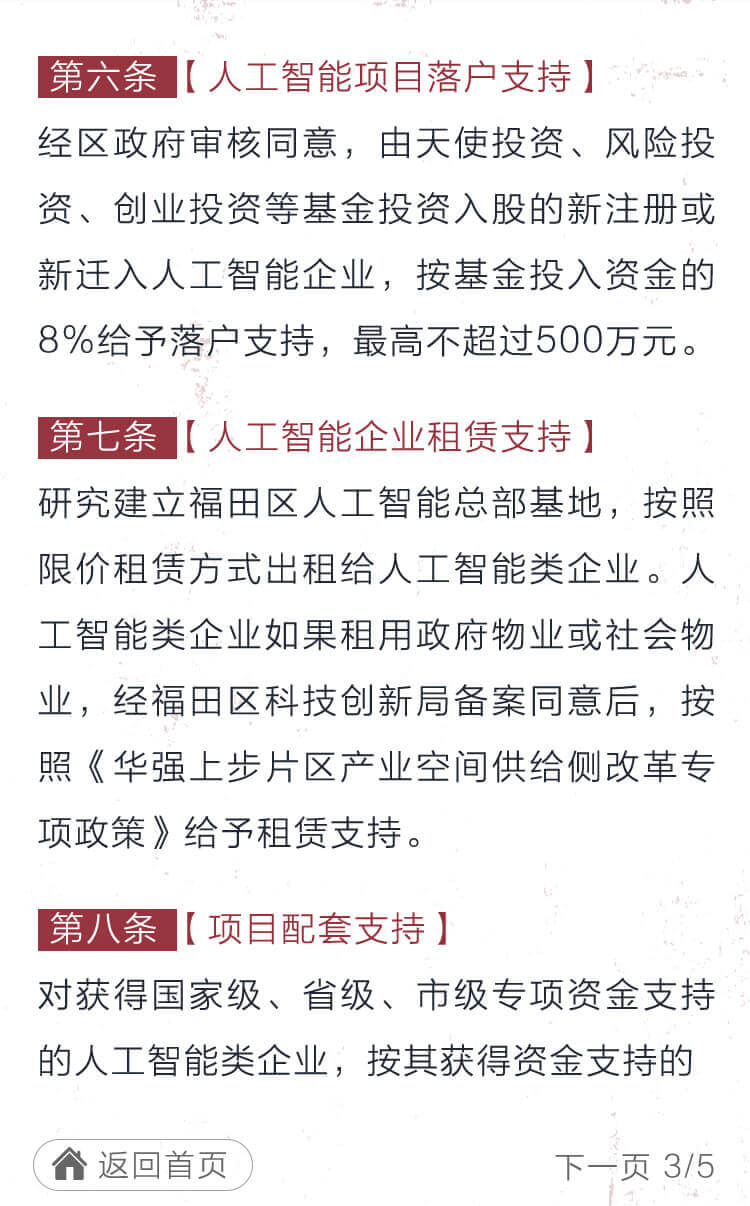 第六条【人工智能项目落户支持】
经区政府审核同意，由天使投资、风险投
资、创业投资等基金投资入股的新注册或
新迁入人工智能企业，按基金投入资金的
8%给予落户支持，最高不超过500万元。
第七条【人工智能企业租赁支持】
研究建立福田区人工智能总部基地，按照
限价租赁方式出租给人工智能类企业。人
工智能类企业如果租用政府物业或社会物
业，经福田区科技创新局备案同意后，按
照《华强上步片区产业空间供给侧改革专
项政策》给予租赁支持。
第八条【项目配套支持】
对获得国家级、省级、市级专项资金支持
的人工智能类企业，按其获得资金支持的
返回首页
下一页 3/5